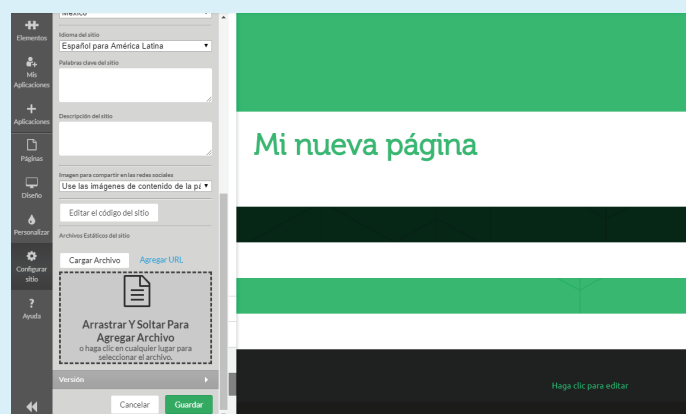 Elementos
Mis
Aplicaciones
Aplicaciones
Páginas
Diseño
Personalizar
Configurar
sitio
Ayuda
México
Idioma del sitio
Español para América Latina
Palabras clave del sitio
Descripción del sitio
Imagen para compartir en las redes sociales
Use las imágenes de contenido de la pá
Editar el código del sitio
Archivos Estáticos del sitio
Cargar Archivo Agregar URL
Arrastrar Y Soltar Para
Agregar Archivo
o haga clic en cualquier lugar para
seleccionar el archivo.
Versión
Cancelar Guardar
Mi nueva página
Haga clic para editar